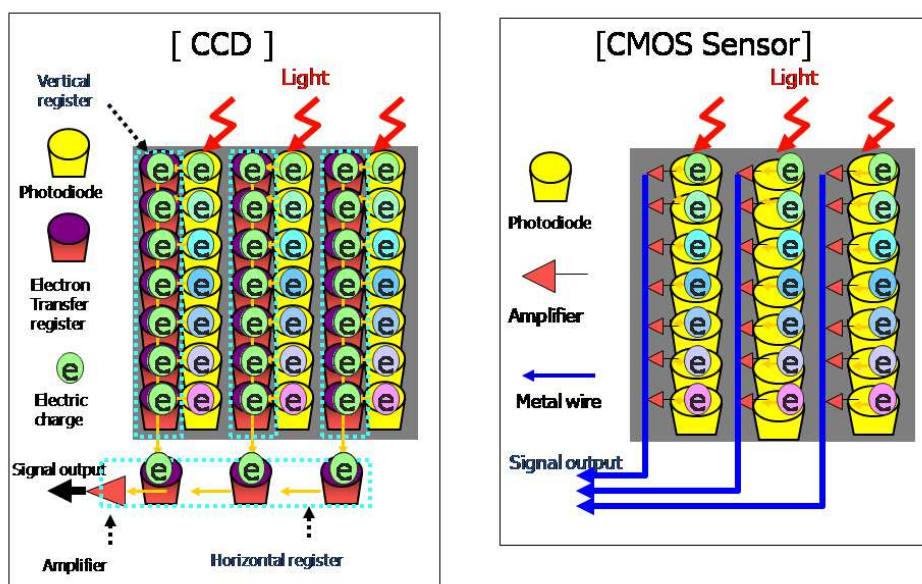 [ CCD ]
Vertical
register
Light
Photodiode
Electron
Transfer
register
Electric
charge
Signal output
Amplifier
Horizontal register
e e e e e e
e e e e e e
e e e e e e
e e e e e e
e e e e e e
e e e e e e
e e e e e e
e e e
e
[CMOS Sensor]
Light
Photodiode
Amplifier
Metal wire
Signal output
e e e
e e e
e e e
e e e
e e e
e e e
e e e